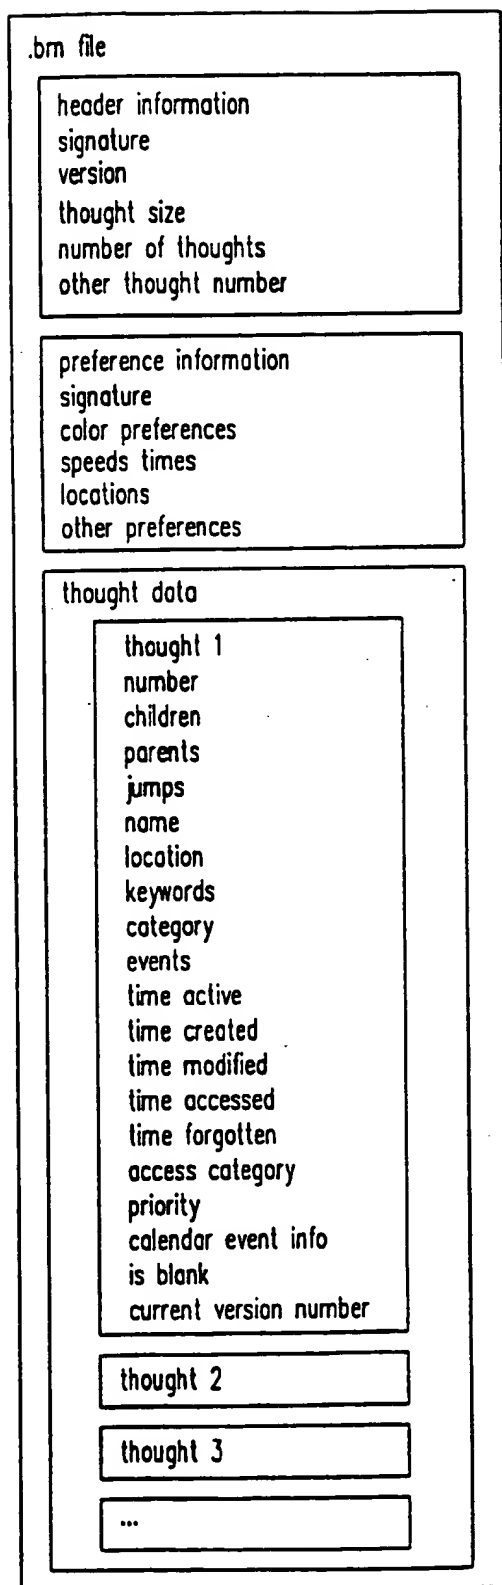 .brn file
header information
signature
version
thought size
number of thoughts
other thought number
preference information
signature
color preferences
speeds times
locations
other preferences
thought data
thought 1
number
children
parents
jumps
name
location
keywords
category
events
time active
time created
time modified
time accessed
time forgotten
access category
priority
calendar event info
is blank
current version number
thought 2
thought 3
...